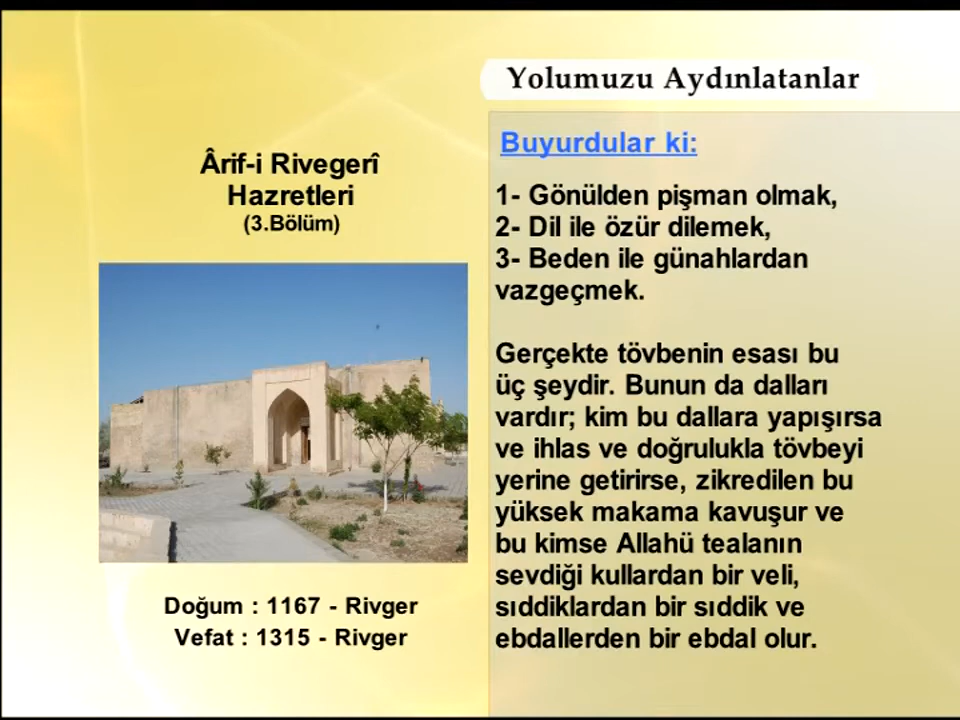 Yolumuzu Aydınlatanlar
Ârif-i Rivegerî
Hazretleri
(3.Bölüm)
Doğum : 1167 - Rivger
Vefat : 1315 - Rivger
Buyurdular ki:
1- Gönülden pişman olmak,
2- Dil ile özür dilemek,
3- Beden ile günahlardan
vazgeçmek.
Gerçekte tövbenin esası bu
üç şeydir. Bunun da dalları
vardır; kim bu dallara yapışırsa
ve ihlas ve doğrulukla tövbeyi
yerine getirirse, zikredilen bu
yüksek makama kavuşur ve
bu kimse Allahü tealanın
sevdiği kullardan bir veli,
sıddiklardan bir sıddik ve
ebdallerden bir ebdal olur.